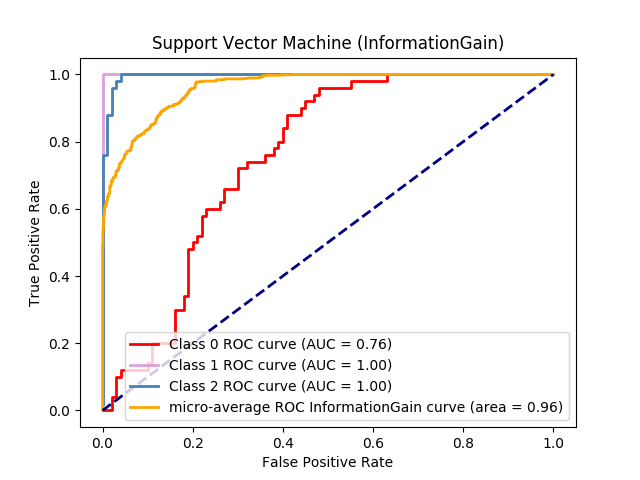 Support Vector Machine (InformationGain)
True Positive Rate
1.0
0.8
0.6
0.4
0.2
0.0
Class 0 ROC curve (AUC = 0.76)
Class 1 ROC curve (AUC = 1.00)
Class 2 ROC curve (AUC = 1.00)
micro-average ROC InformationGain curve (area = 0.96)
0.0 0.2 0.4 0.6 0.8 1.0
False Positive Rate